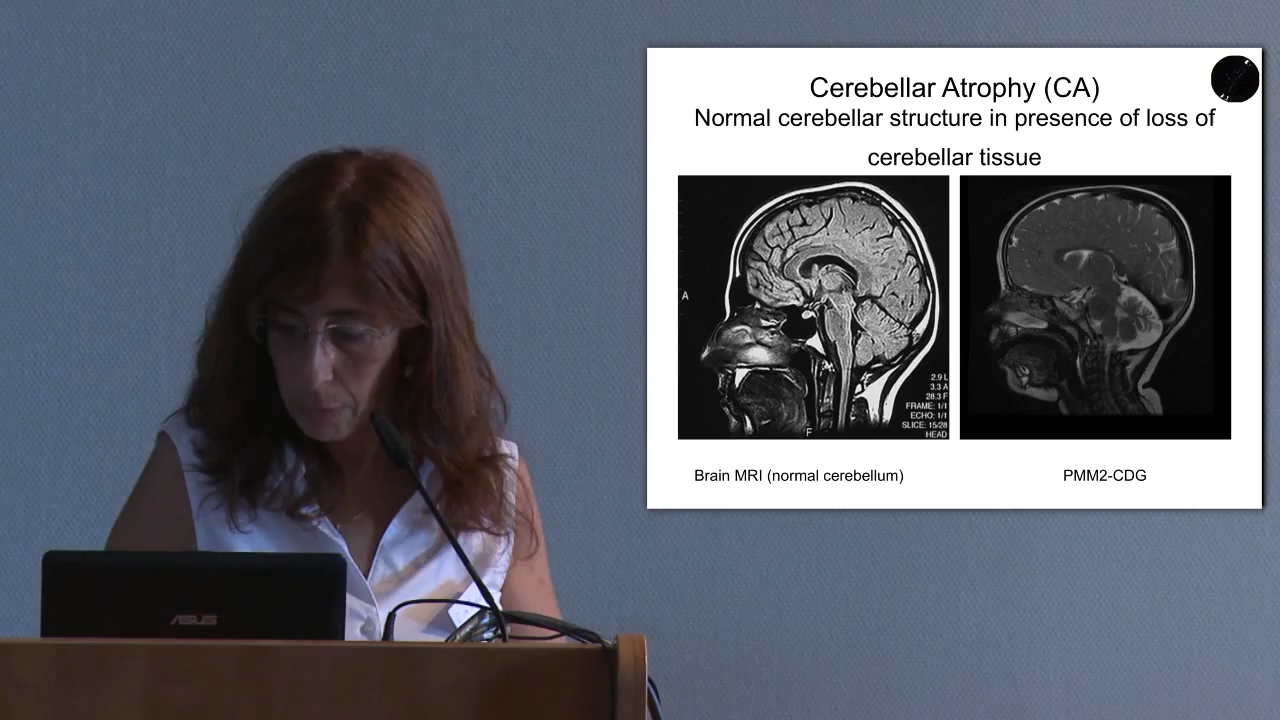 Cerebellar Atrophy (CA)
Normal cerebellar structure in presence of loss of
cerebellar tissue
A
2.9 L
3.3 A
28.3 F
FRAME: 1/1
ECHO: 1/1
SLICE: 15/28
HEAD
F
Brain MRI (normal cerebellum)
PMM2-CDG
ASUS